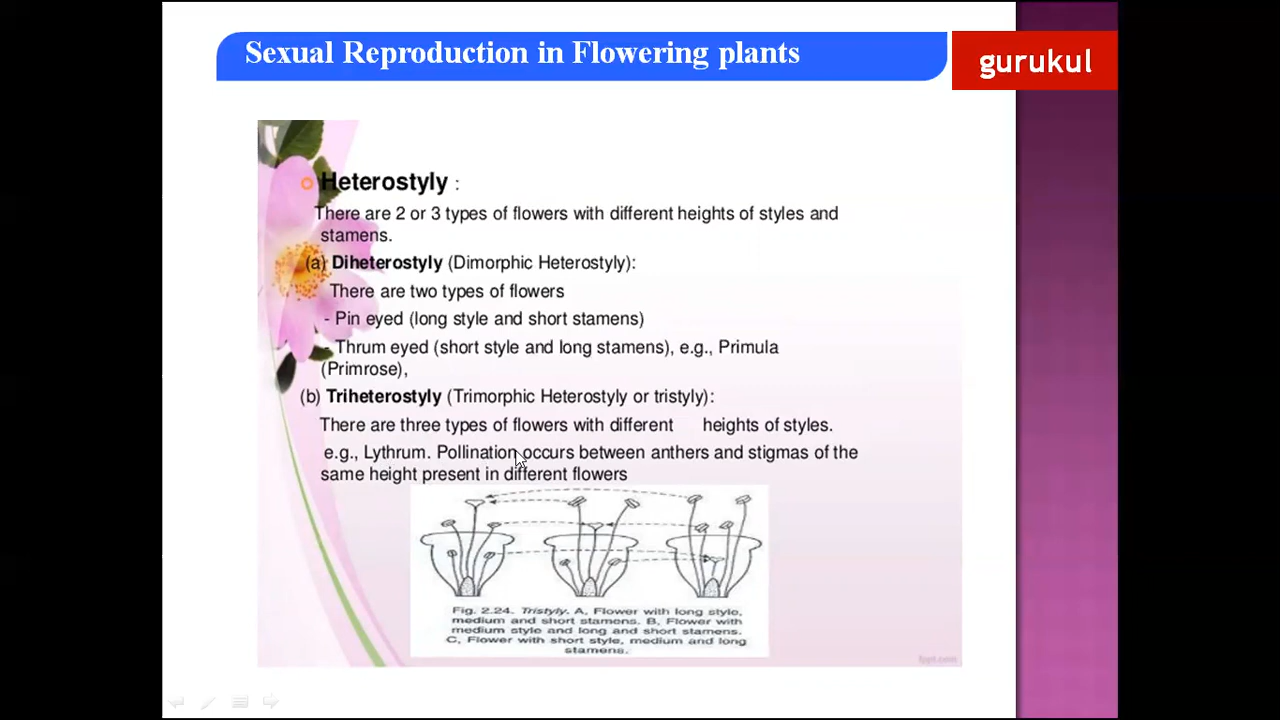 Sexual Reproduction in Flowering plants
gurukul
Heterostyly :
There are 2 or 3 types of flowers with different heights of styles and
stamens.
(a) Diheterostyly (Dimorphic Heterostyly):
There are two types of flowers
- Pin eyed (long style and short stamens)
- Thrum eyed (short style and long stamens), e.g., Primula
(Primrose),
(b) Triheterostyly (Trimorphic Heterostyly or tristyly):
There are three types of flowers with different heights of styles.
e.g., Lythrum. Pollination occurs between anthers and stigmas of the
same height present in different flowers
Fig. 2.24. Tristyly. A, Flower with long style,
medium and short stamens. B, Flower with
medium style and long and short stamens.
C, Flower with short style, medium and long
stamens.